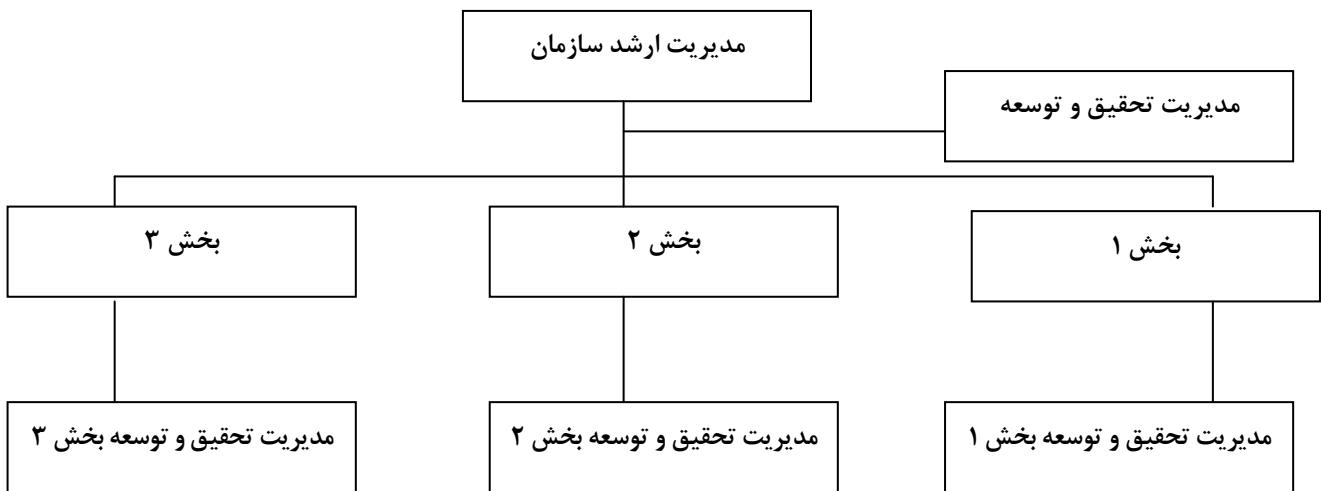 مدیریت ارشد سازمان
مدیریت تحقیق و توسعه
بخش ۱
بخش ۲
بخش ۳
مدیریت تحقیق و توسعه بخش ۱
مدیریت تحقیق و توسعه بخش ۲
مدیریت تحقیق و توسعه بخش ۳